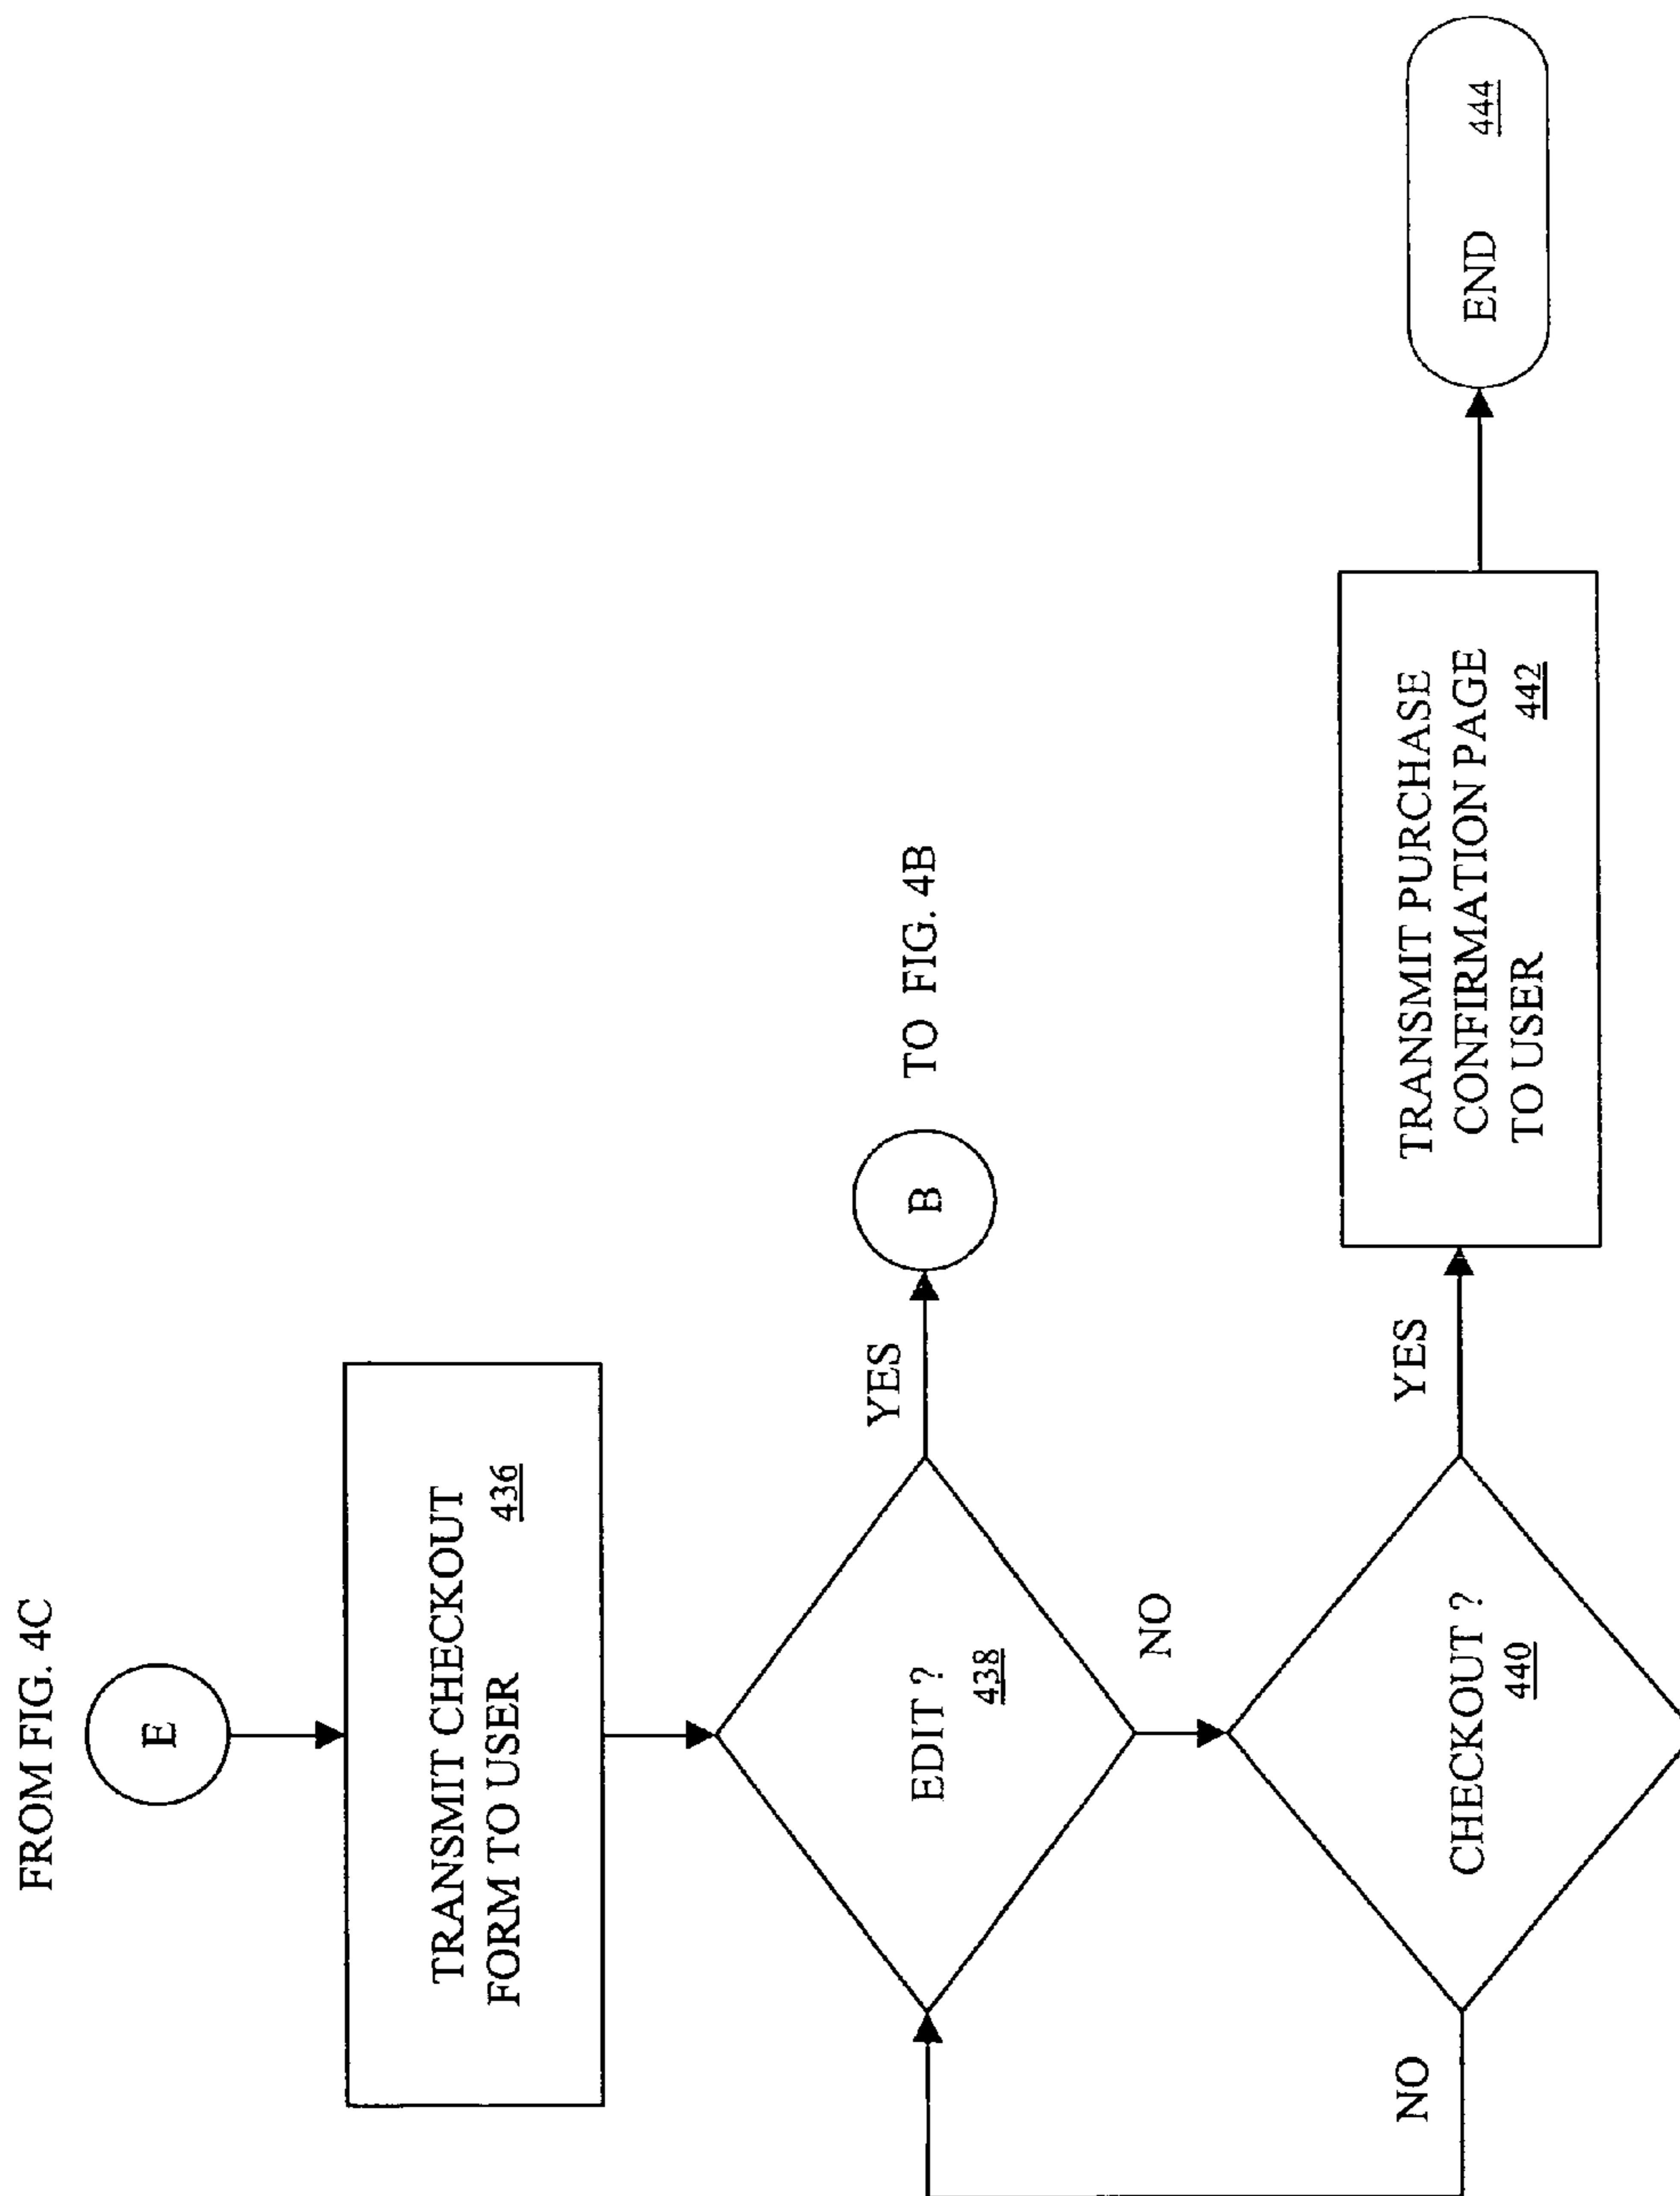 FROM FIG. 4C
E
TRANSMIT CHECKOUT
FORM TO USER 436
EDIT ?
438
YES
B
TO FIG. 4B
NO
CHECKOUT ?
440
NO
YES
TRANSMIT PURCHASE
CONFIRMATION PAGE
TO USER 442
END 444